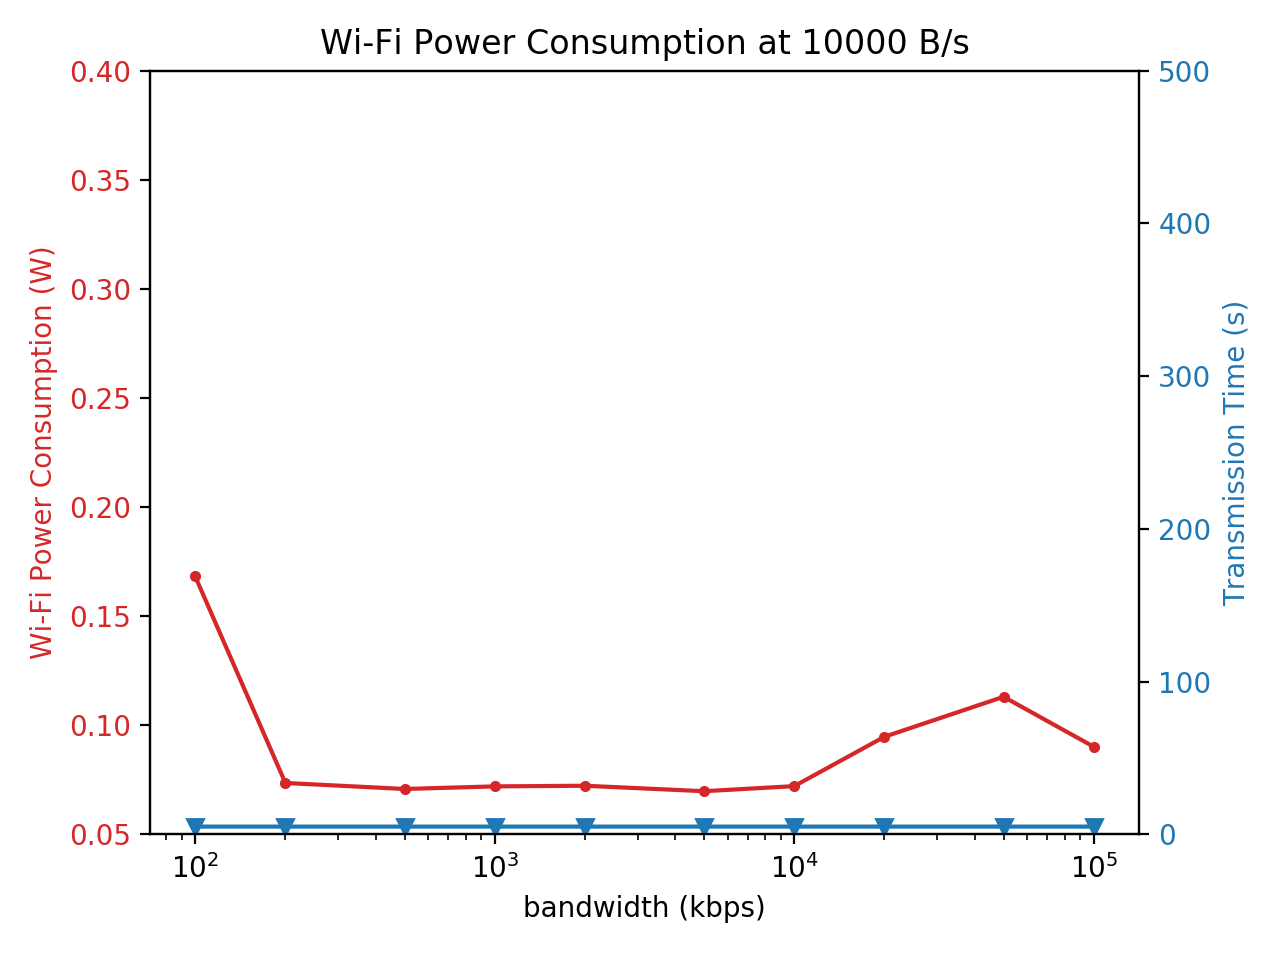 Wi-Fi Power Consumption at 10000 B/s
Wi-Fi Power Consumption (W)
0.40
0.35
0.30
0.25
0.20
0.15
0.10
0.05
500
400
300
200
100
0
Transmission Time (s)
10² 10³ 10⁴ 10⁵
bandwidth (kbps)